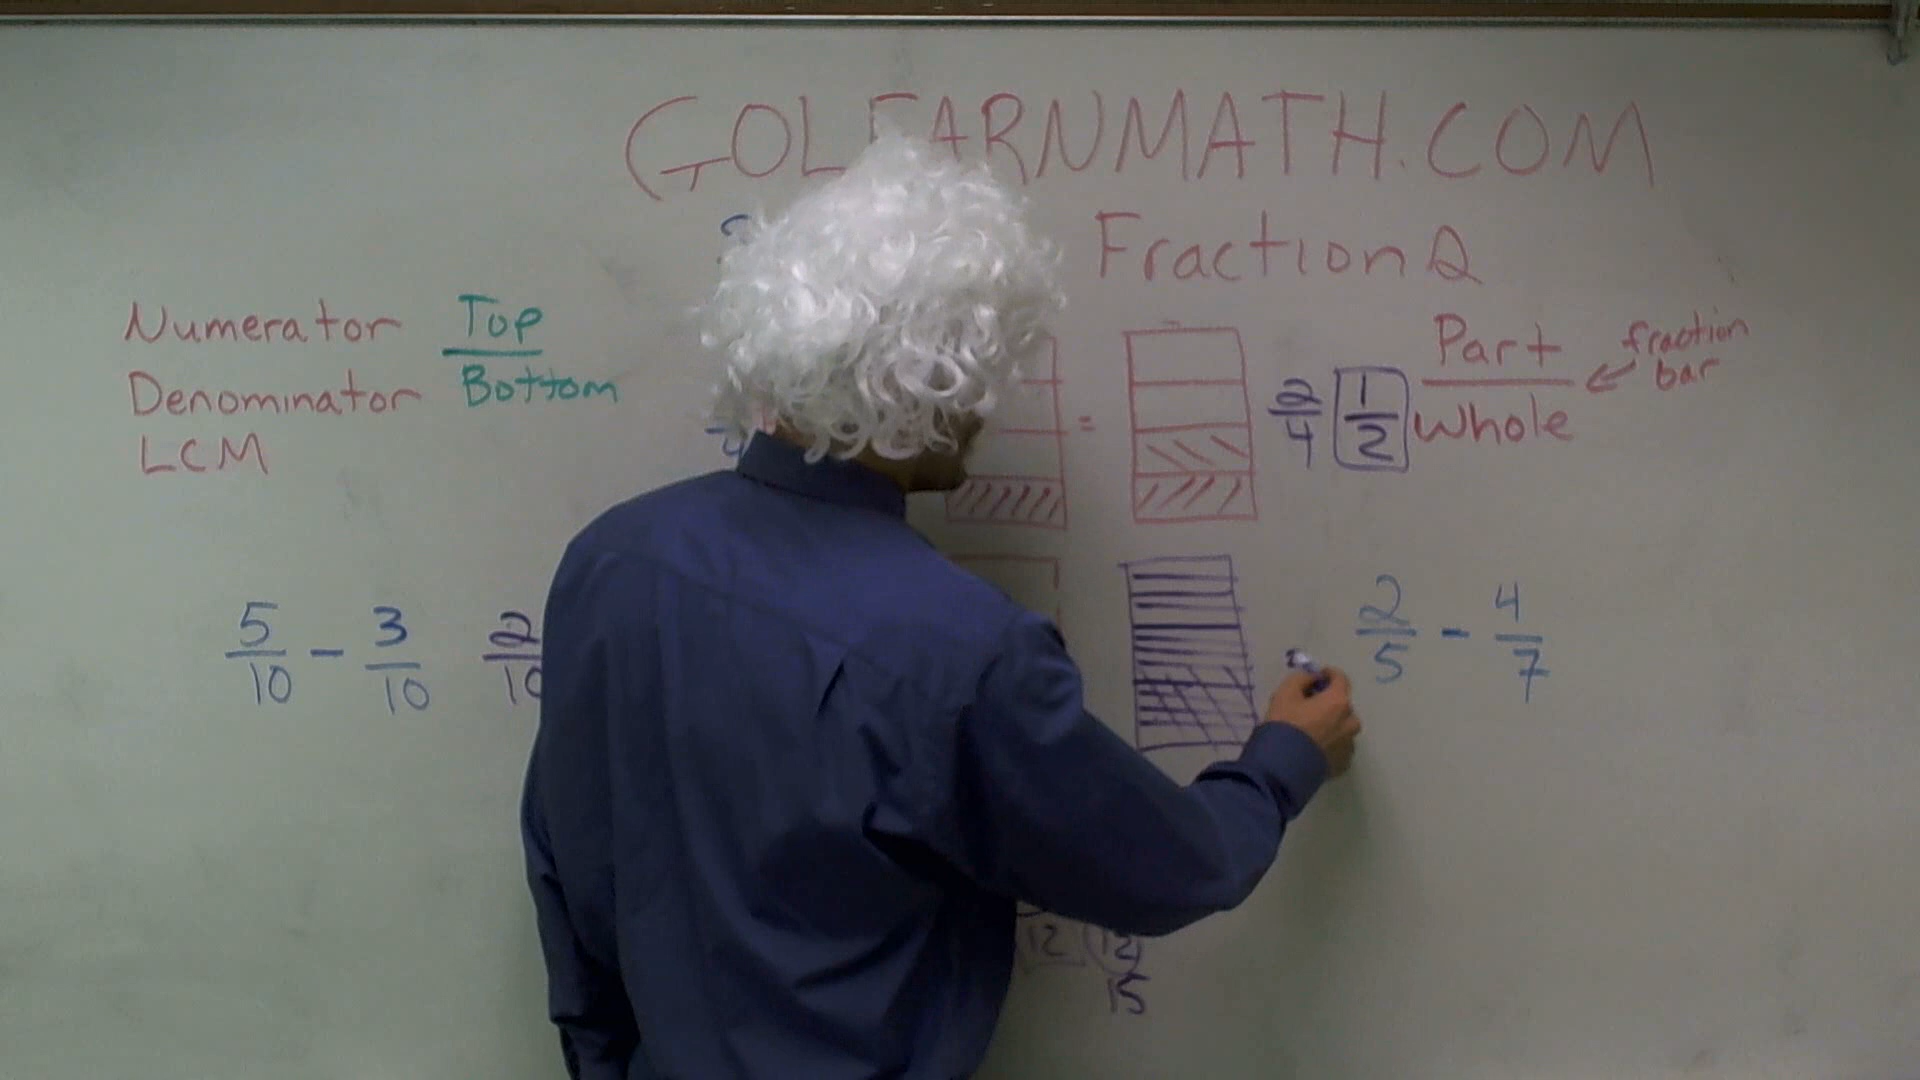 GOLEARNMATH.COM
Fraction 2
Numerator Top
Denominator Bottom
LCM
=
2/4 1/2
Part
Whole
fraction
bar
5/10 - 3/10 2/10
2/5 - 4/7
12 12
15